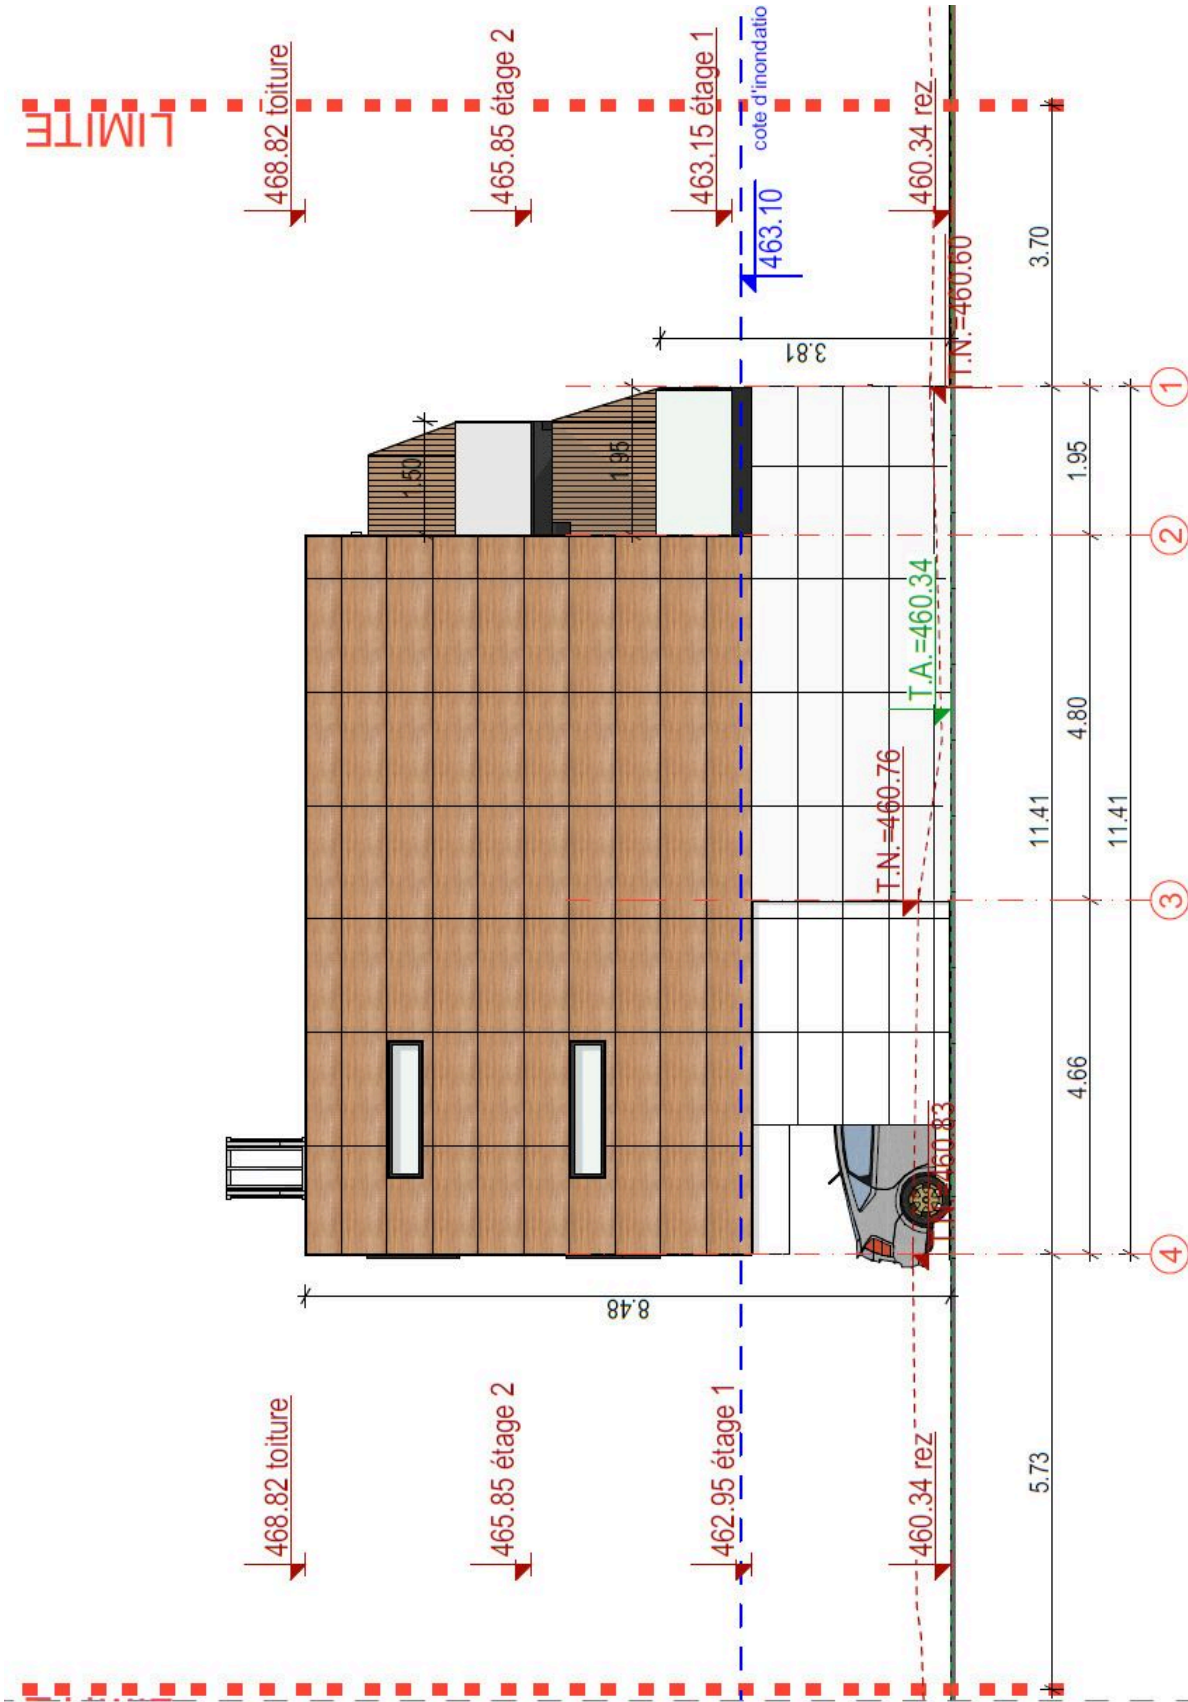 LIMITE
468.82 toiture
465.85 étage 2
463.15 étage 1
cote d'inondatio
463.10
460.34 rez
T.N.=460.60
3.81
1.50
1.95
T.A.=460.34
T.N.=460.76
8.48
468.82 toiture
465.85 étage 2
462.95 étage 1
460.34 rez
5.73
11.41
3.70
4.66
4.80
1.95
11.41
4
3
2
1